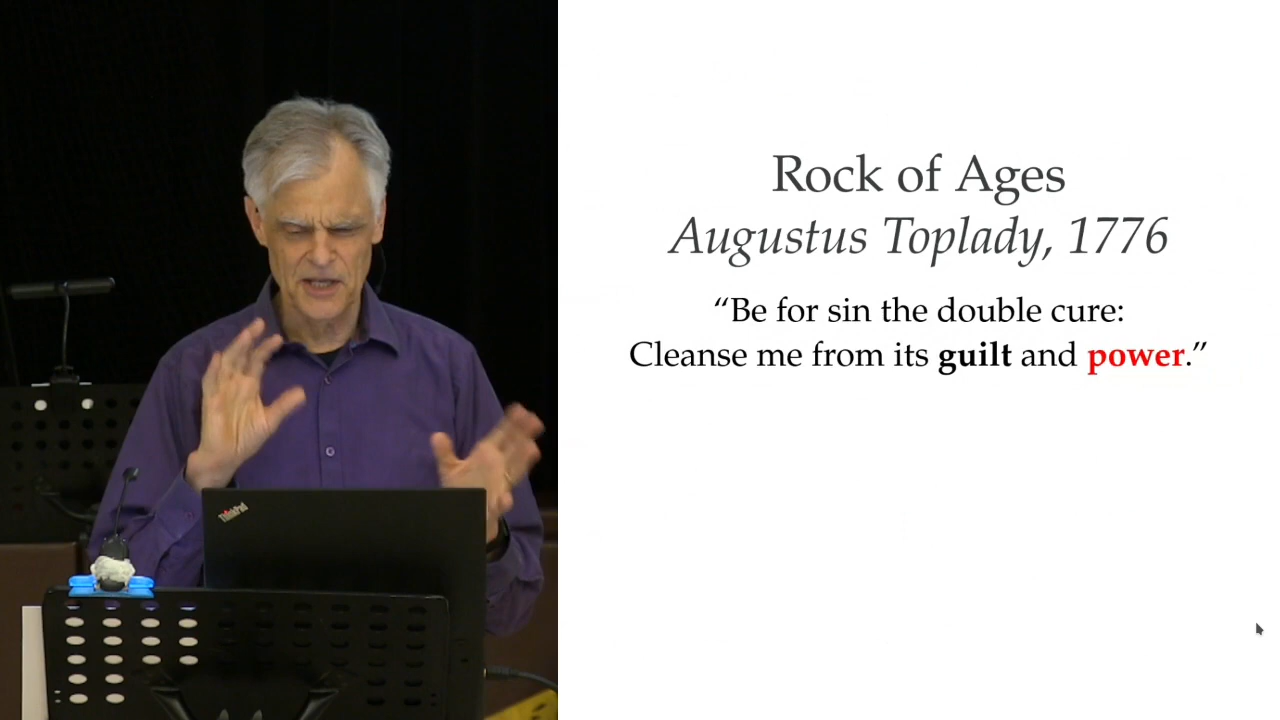 Rock of Ages
Augustus Toplady, 1776
“Be for sin the double cure:
Cleanse me from its guilt and power.”
ThinkPad